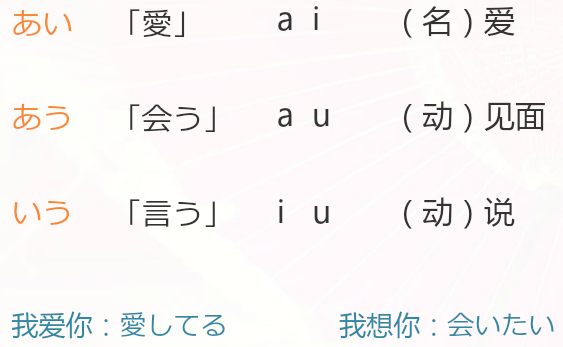 あい 「愛」 a i (名)爱
あう 「会う」 a u (动)见面
いう 「言う」 i u (动)说
我爱你：愛してる 我想你：会いたい